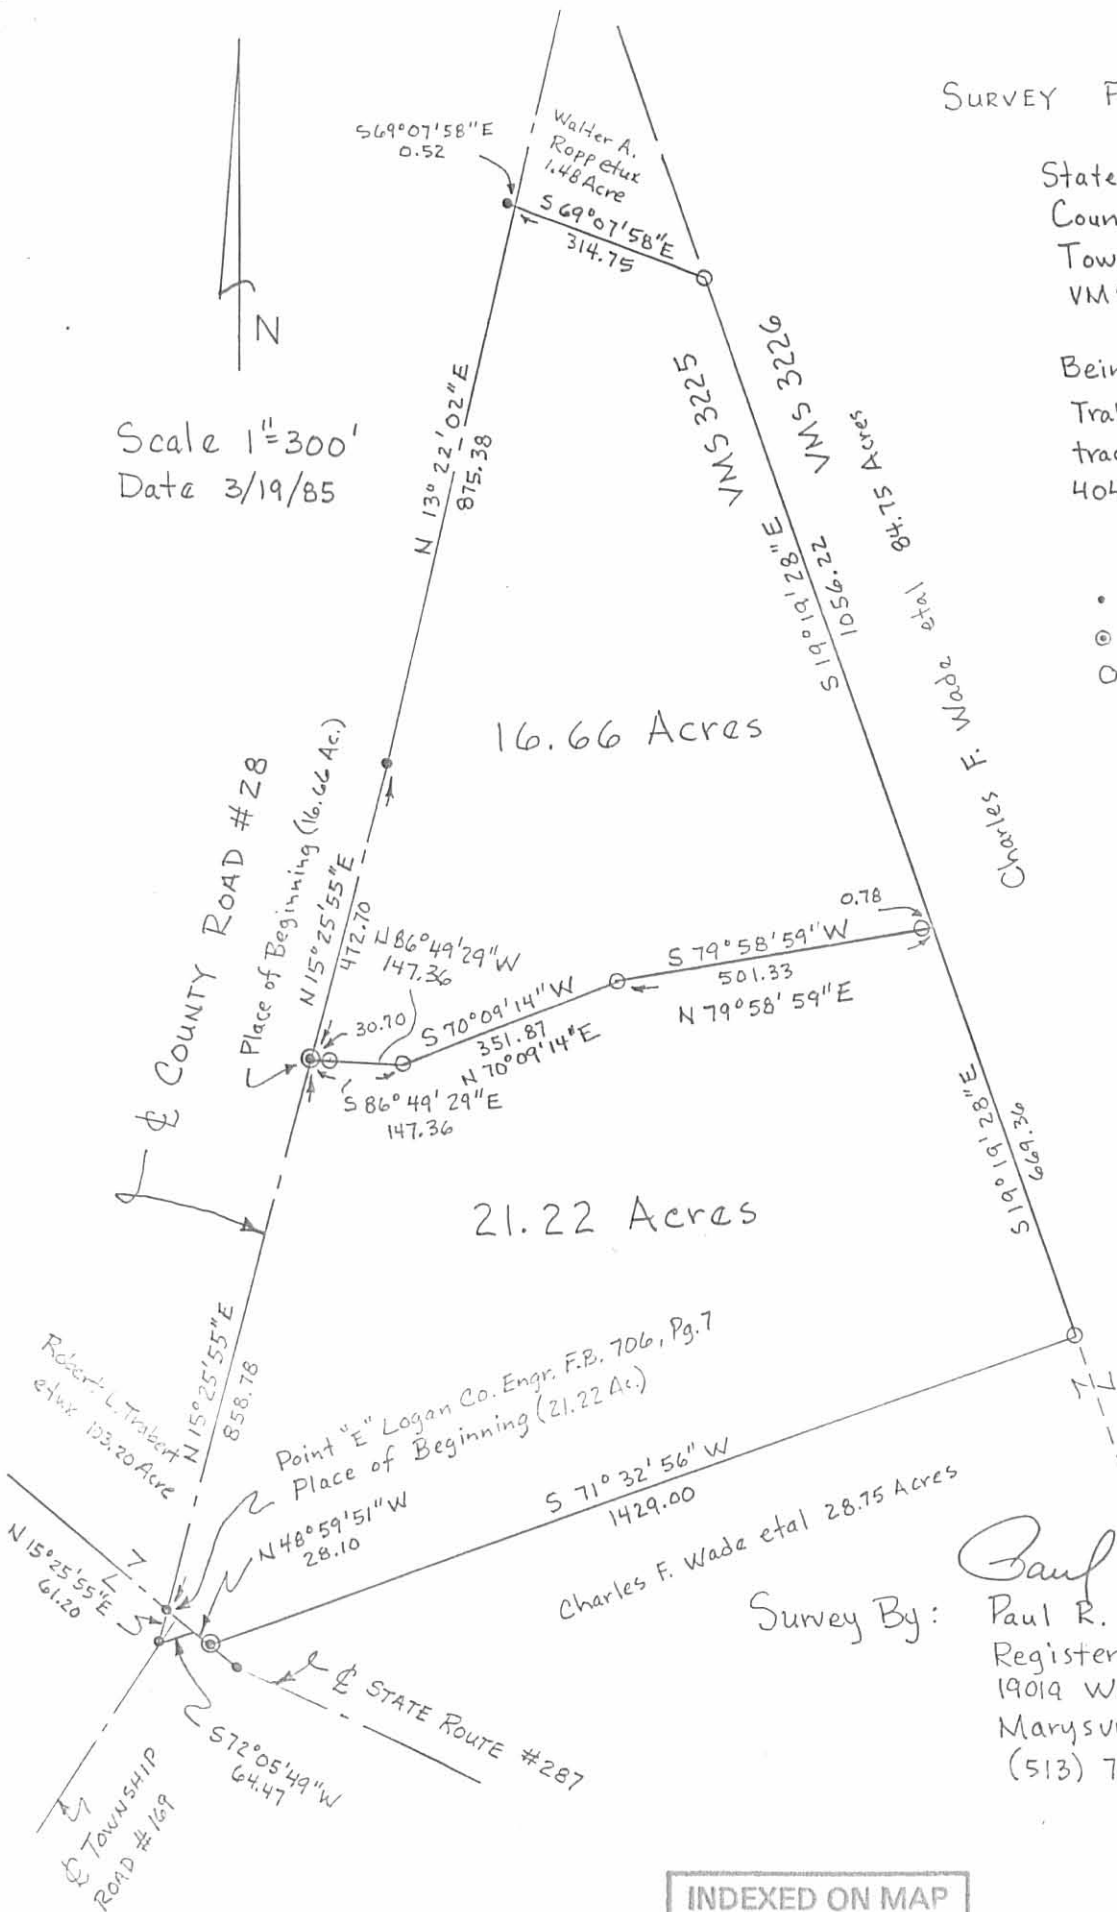 SURVEY F
State
Coun
Tow
VM
Bein
Tra
trac
404
S69°07'58"E
0.52
Walter A.
Ropp etux
1.48 Acre
S 69°07'58"E
314.75
N
Scale 1"=300'
Date 3/19/85
N 13° 22' 02" E
875.38
VMS 3225
VMS 3226
S 19° 19' 28" E
1056.22
Charles F. Wade etal 84.75 Acres
16.66 Acres
℄ COUNTY ROAD #28
Place of Beginning (16.66 Ac.)
N 15° 25' 55" E
472.70
N 86° 49' 29" W
147.36
30.70
S 70° 09' 14" W
351.87
N 70° 09' 14" E
0.78
S 79° 58' 59" W
501.33
N 79° 58' 59" E
S 86° 49' 29" E
147.36
S 19° 19' 28" E
669.36
21.22 Acres
Robert L. Trabert
etux 103.20 Acre
N 15° 25' 55" E
858.78
Point "E" Logan Co. Engr. F.B. 706, Pg. 7
Place of Beginning (21.22 Ac.)
N 48° 59' 51" W
28.10
S 71° 32' 56" W
1429.00
Charles F. Wade etal 28.75 Acres
N 15° 25' 55" E
61.20
Paul
Survey By: Paul R.
Register
19019 W
Marysv
(513) 7
℄ STATE ROUTE #287
S 72° 05' 49" W
64.47
℄ TOWNSHIP
ROAD #169
INDEXED ON MAP